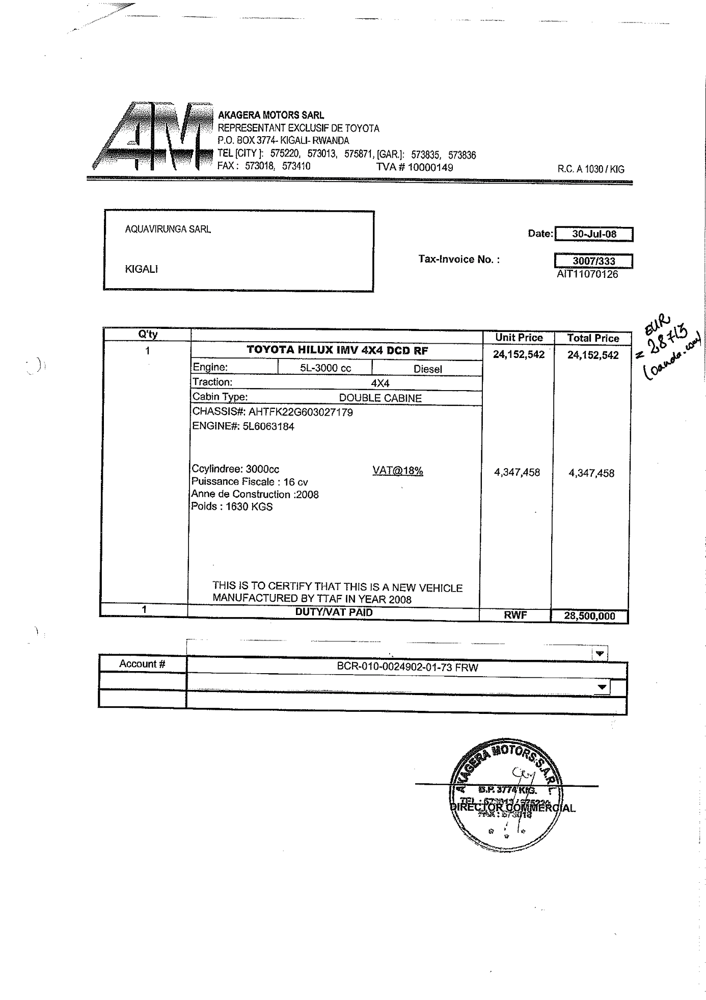 AM
AKAGERA MOTORS SARL
REPRESENTANT EXCLUSIF DE TOYOTA
P.O. BOX 3774- KIGALI- RWANDA
TEL [CITY ]: 575220, 573013, 575871, [GAR.]: 573835, 573836
FAX : 573018, 573410 TVA # 10000149
R.C. A 1030 / KIG
AQUAVIRUNGA SARL
KIGALI
Date: 30-Jul-08
Tax-Invoice No. : 3007/333
AIT11070126
EUR
= 28713
(oanda.com)
Q'ty Unit Price Total Price
1 TOYOTA HILUX IMV 4X4 DCD RF 24,152,542 24,152,542
Engine: 5L-3000 cc Diesel
Traction: 4X4
Cabin Type: DOUBLE CABINE
CHASSIS#: AHTFK22G603027179
ENGINE#: 5L6063184
Ccylindree: 3000cc VAT@18% 4,347,458 4,347,458
Puissance Fiscale : 16 cv
Anne de Construction :2008
Poids : 1630 KGS
THIS IS TO CERTIFY THAT THIS IS A NEW VEHICLE
MANUFACTURED BY TTAF IN YEAR 2008
1 DUTY/VAT PAID RWF 28,500,000
Account # BCR-010-0024902-01-73 FRW
AKAGERA MOTORS S.A.R.L.
B.P. 3774 KIG.
TEL : 573013 / 575220
DIRECTOR COMMERCIAL
FAX : 573018